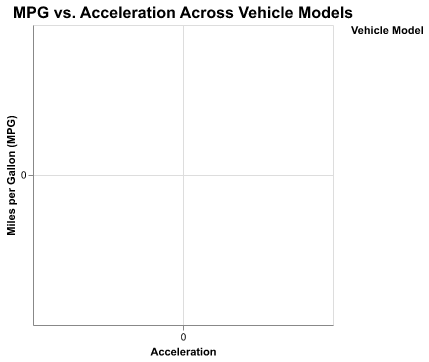 MPG vs. Acceleration Across Vehicle Models
Vehicle Model
Miles per Gallon (MPG)
0
0
Acceleration